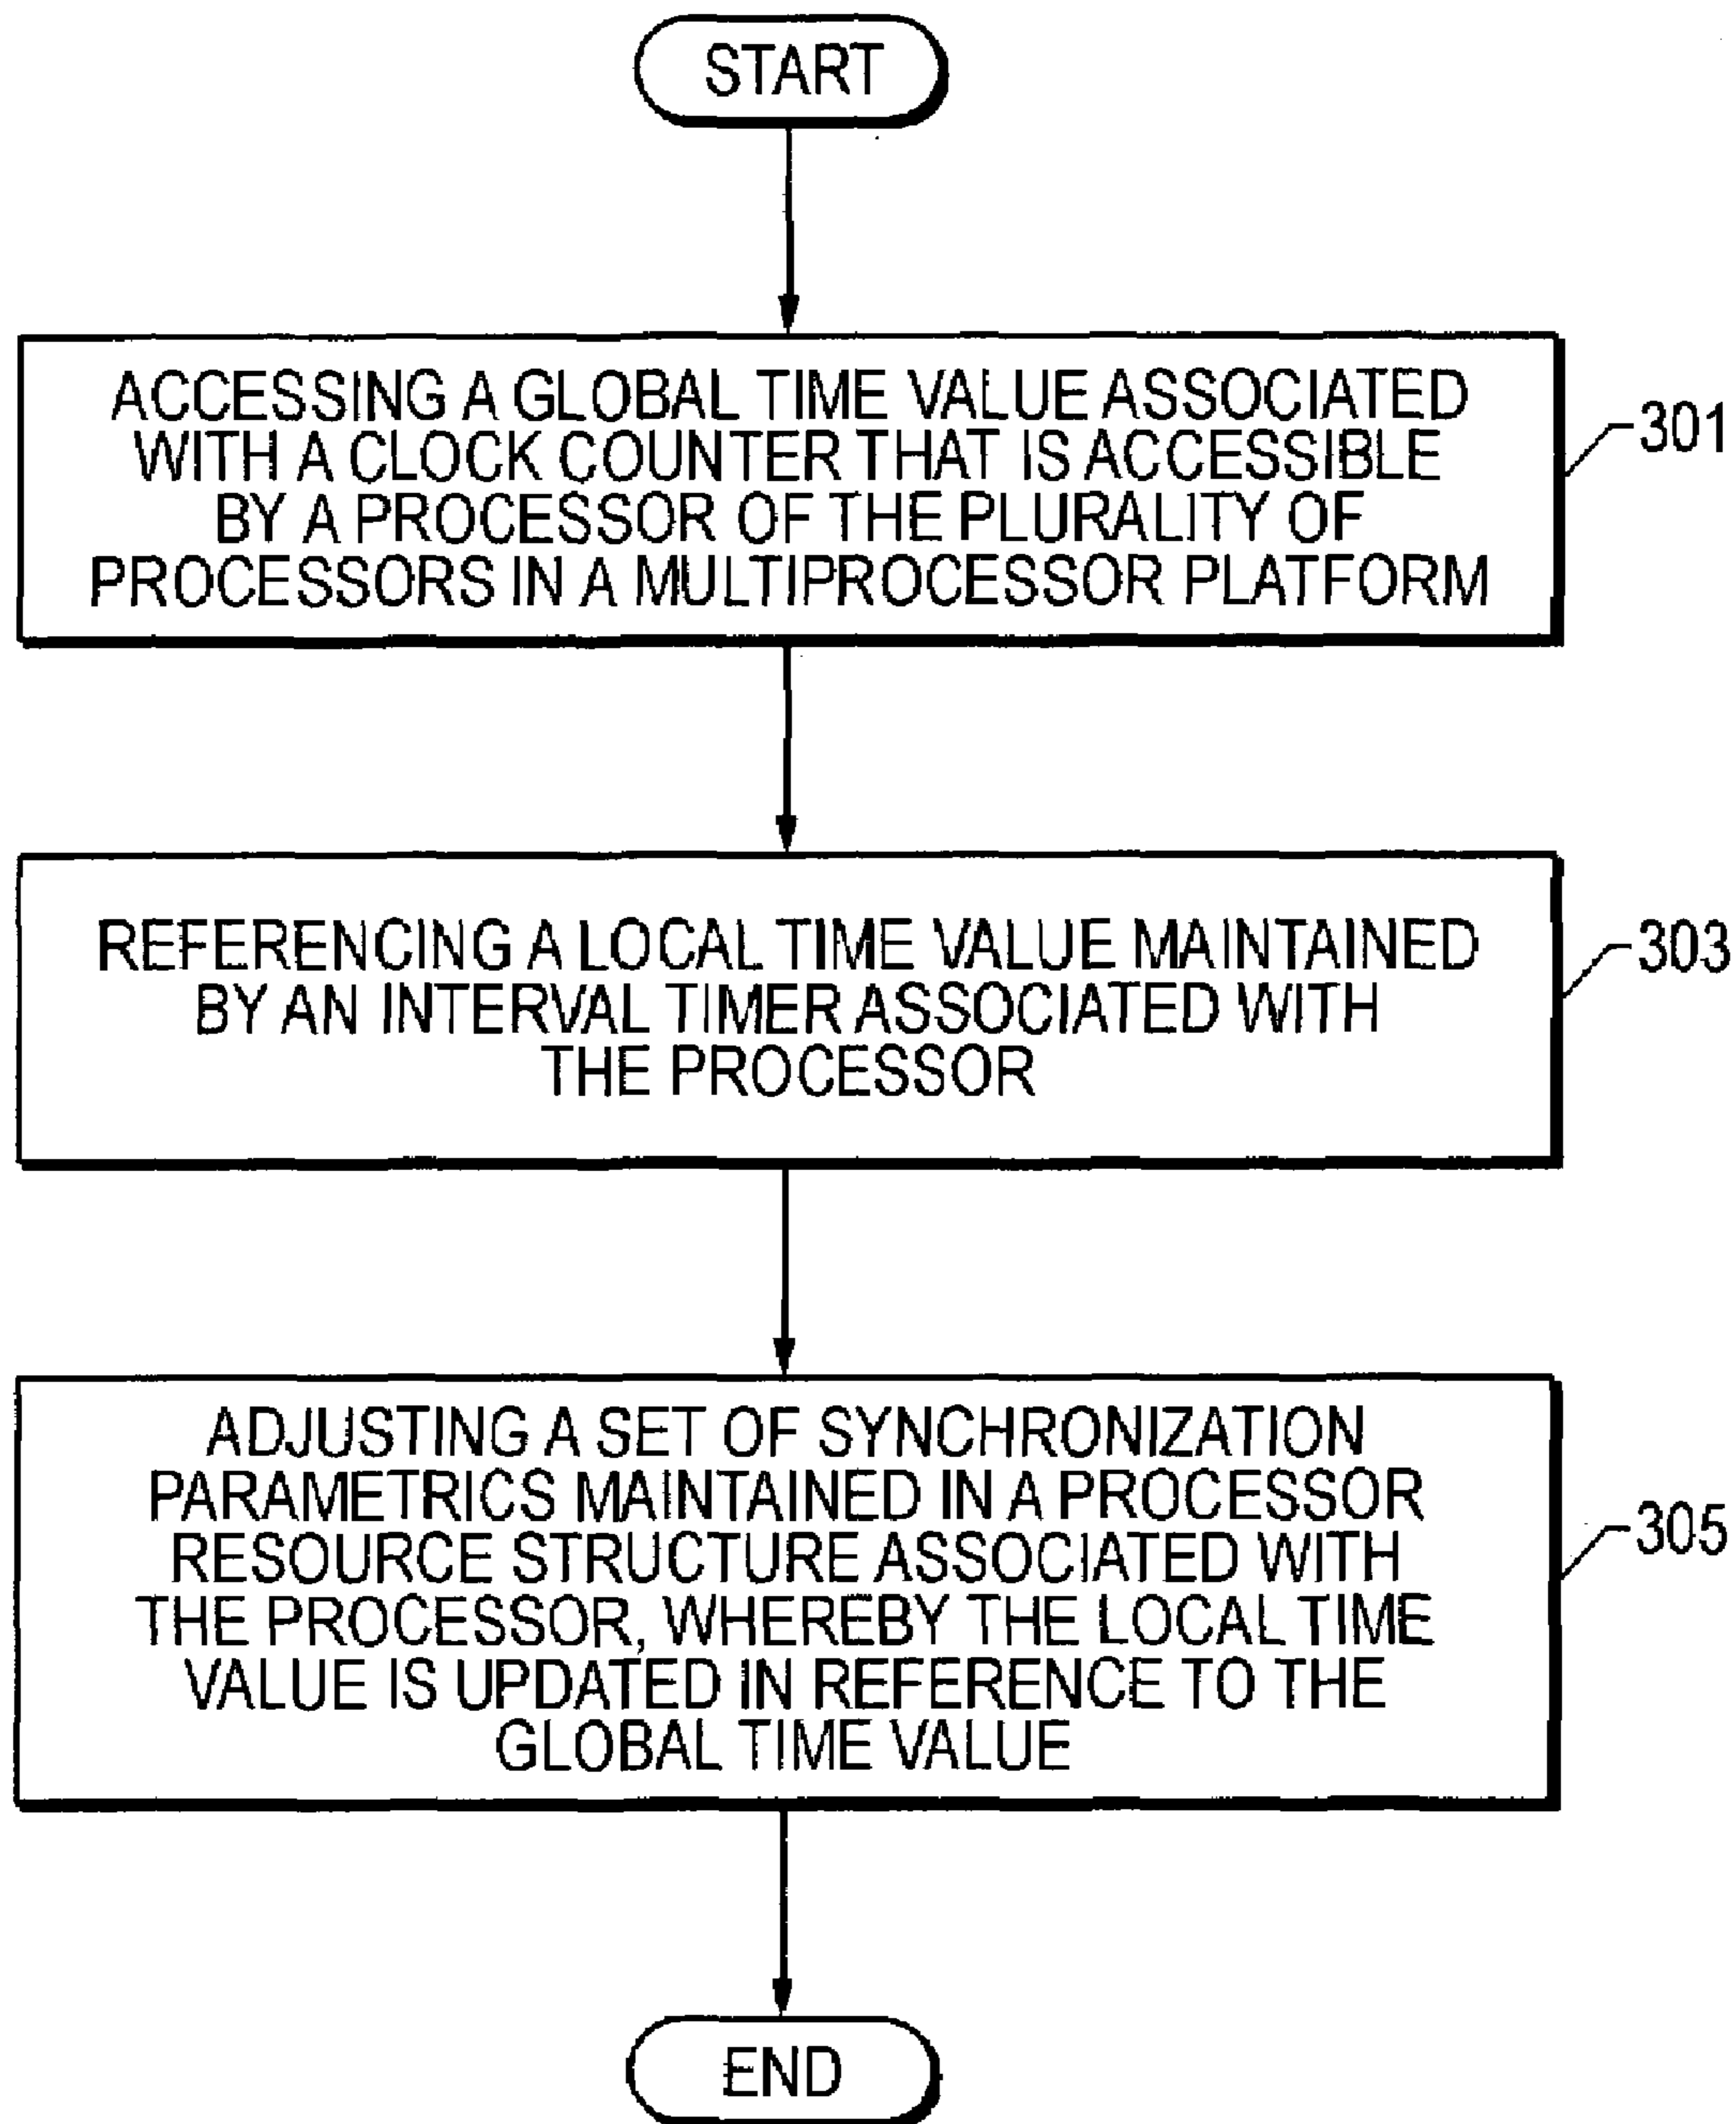 START
ACCESSING A GLOBAL TIME VALUE ASSOCIATED
WITH A CLOCK COUNTER THAT IS ACCESSIBLE
BY A PROCESSOR OF THE PLURALITY OF
PROCESSORS IN A MULTIPROCESSOR PLATFORM
301
REFERENCING A LOCAL TIME VALUE MAINTAINED
BY AN INTERVAL TIMER ASSOCIATED WITH
THE PROCESSOR
303
ADJUSTING A SET OF SYNCHRONIZATION
PARAMETRICS MAINTAINED IN A PROCESSOR
RESOURCE STRUCTURE ASSOCIATED WITH
THE PROCESSOR, WHEREBY THE LOCAL TIME
VALUE IS UPDATED IN REFERENCE TO THE
GLOBAL TIME VALUE
305
END